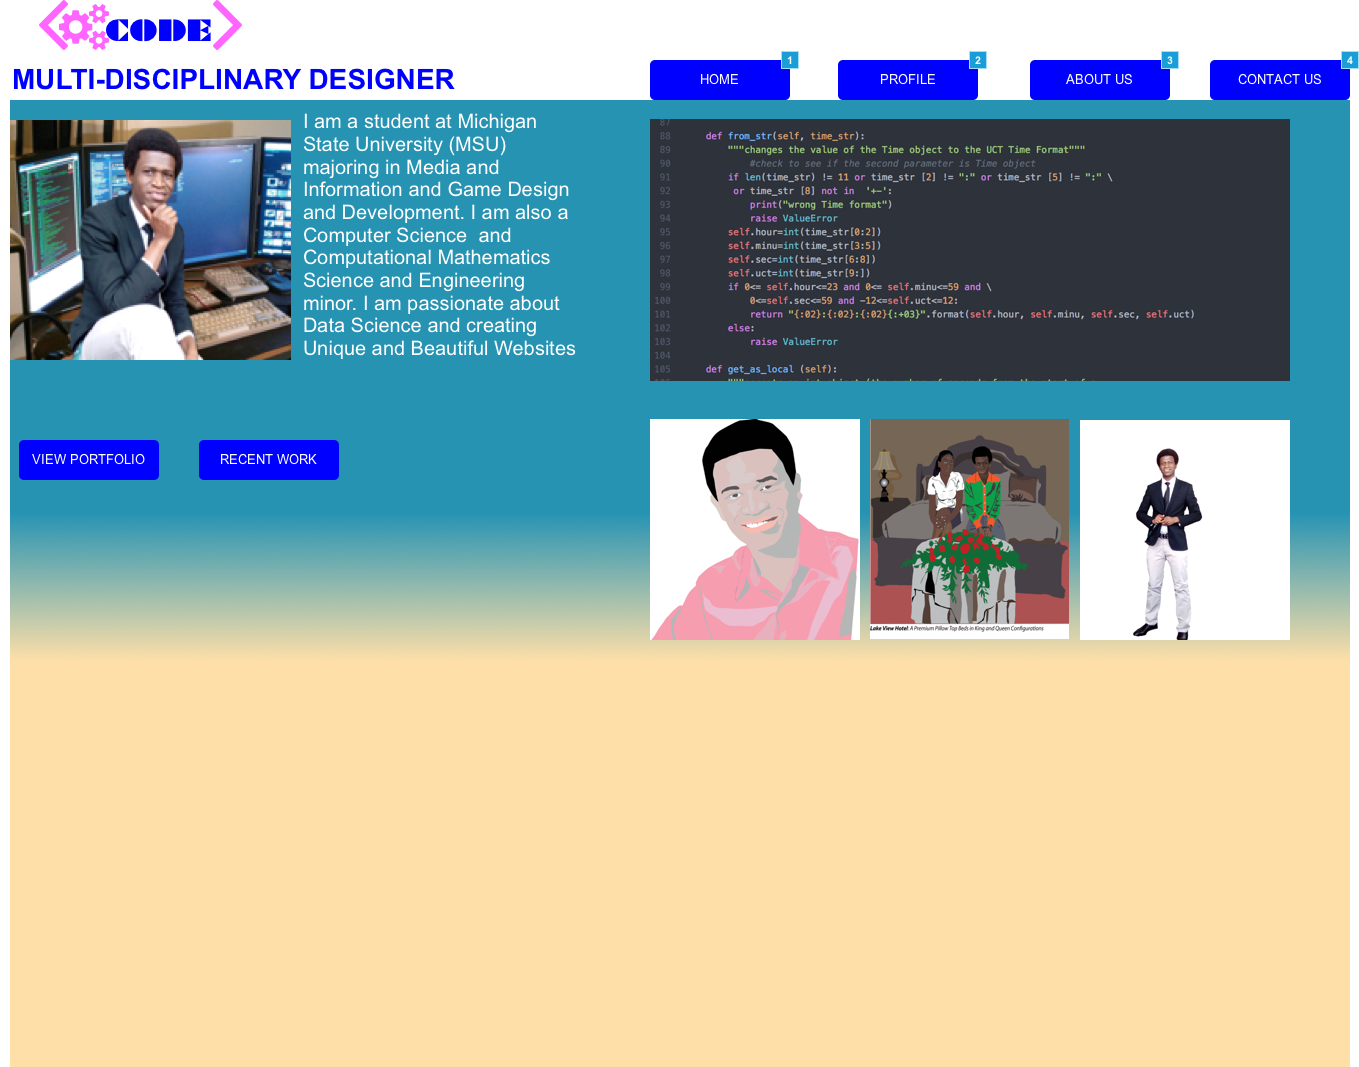 CODE
MULTI-DISCIPLINARY DESIGNER
HOME
1
PROFILE
2
ABOUT US
3
CONTACT US
4
I am a student at Michigan
State University (MSU)
majoring in Media and
Information and Game Design
and Development. I am also a
Computer Science  and
Computational Mathematics
Science and Engineering
minor. I am passionate about
Data Science and creating
Unique and Beautiful Websites
87
88 def from_str(self, time_str):
89 """changes the value of the Time object to the UCT Time Format"""
90 #check to see if the second parameter is Time object
91 if len(time_str) != 11 or time_str [2] != ":" or time_str [5] != ":" \
92 or time_str [8] not in  '+-':
93 print("wrong Time format")
94 raise ValueError
95 self.hour=int(time_str[0:2])
96 self.minu=int(time_str[3:5])
97 self.sec=int(time_str[6:8])
98 self.uct=int(time_str[9:])
99 if 0<= self.hour<=23 and 0<= self.minu<=59 and \
100 0<=self.sec<=59 and -12<=self.uct<=12:
101 return "{:02}:{:02}:{:02}{:+03}".format(self.hour, self.minu, self.sec, self.uct)
102 else:
103 raise ValueError
104
105 def get_as_local (self):
VIEW PORTFOLIO
RECENT WORK
Lake View Hotel: A Premium Pillow Top Beds in King and Queen Configurations